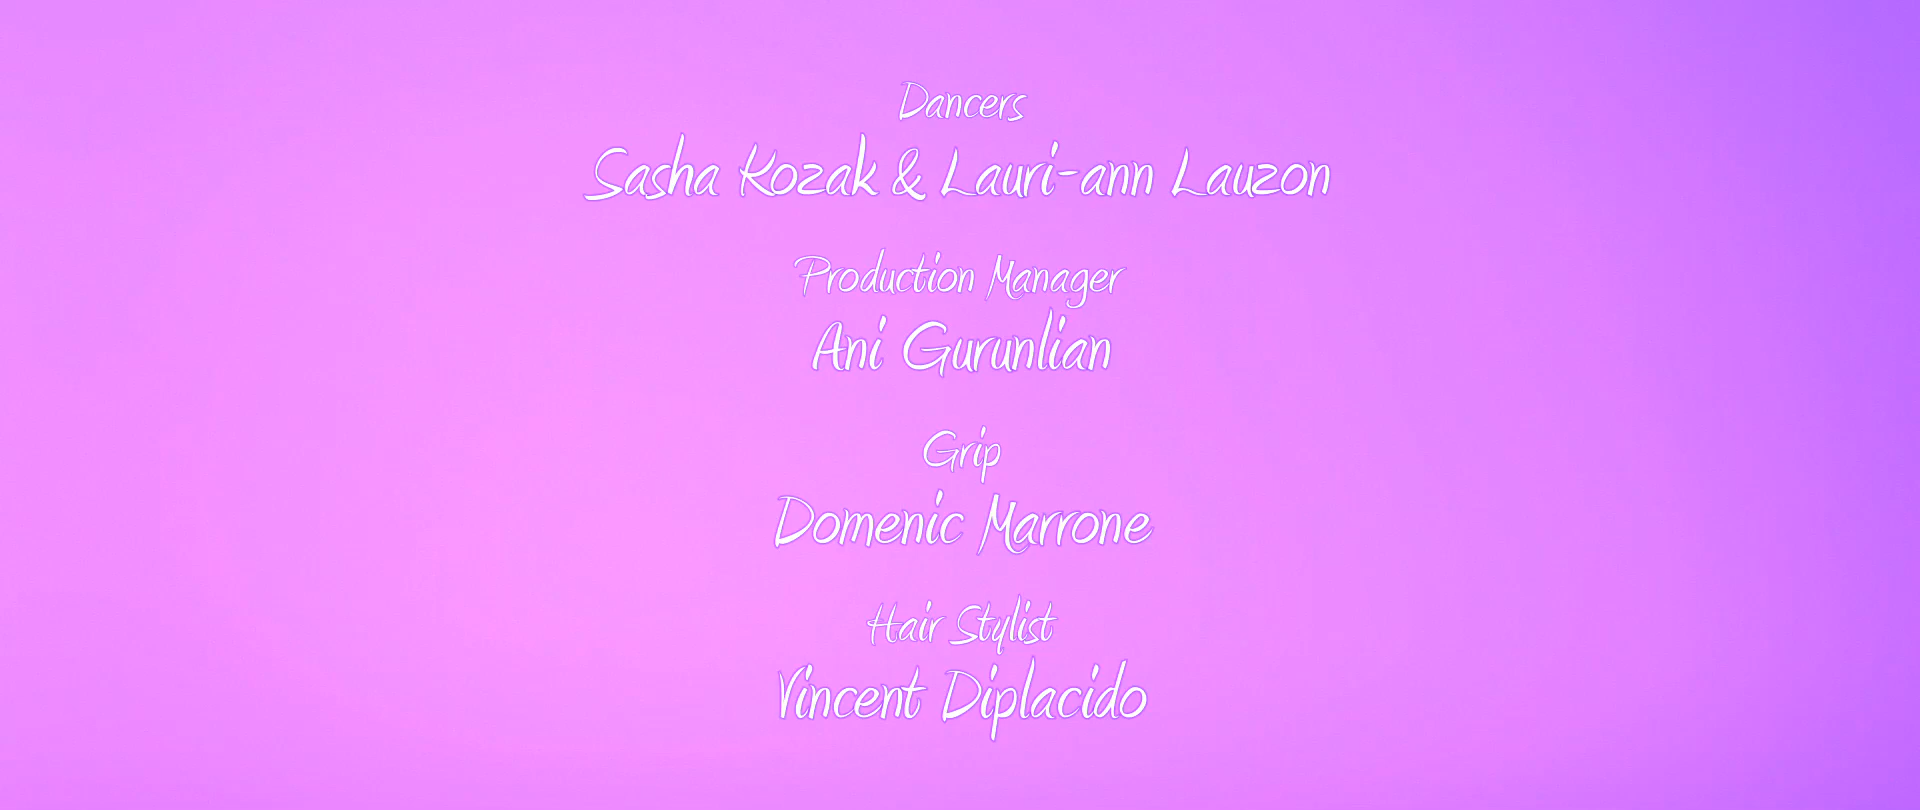 Dancers
Sasha Kozak & Lauri-ann Lauzon
Production Manager
Ani Gurunlian
Grip
Domenic Marrone
Hair Stylist
Vincent Diplacido